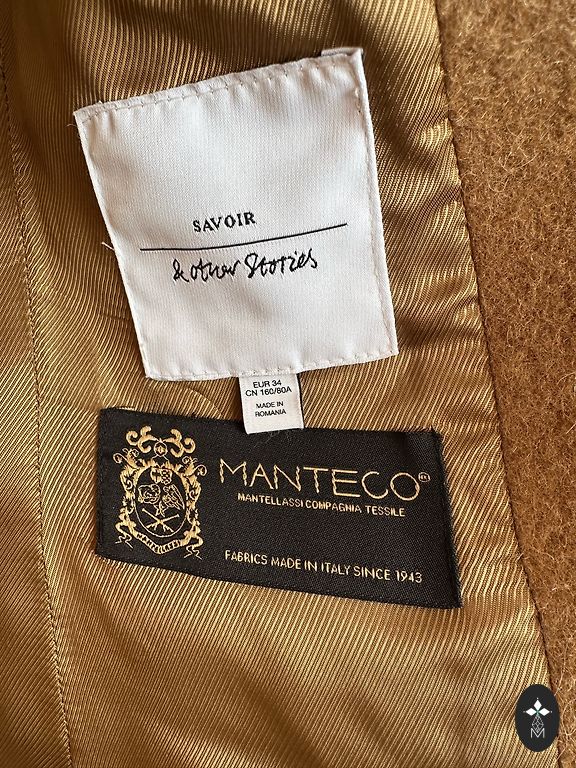 SAVOIR
& other Stories
EUR 34
CN 160/80A
MADE IN
ROMANIA
MANTECO
MANTELLASSI COMPAGNIA TESSILE
FABRICS MADE IN ITALY SINCE 1943
M